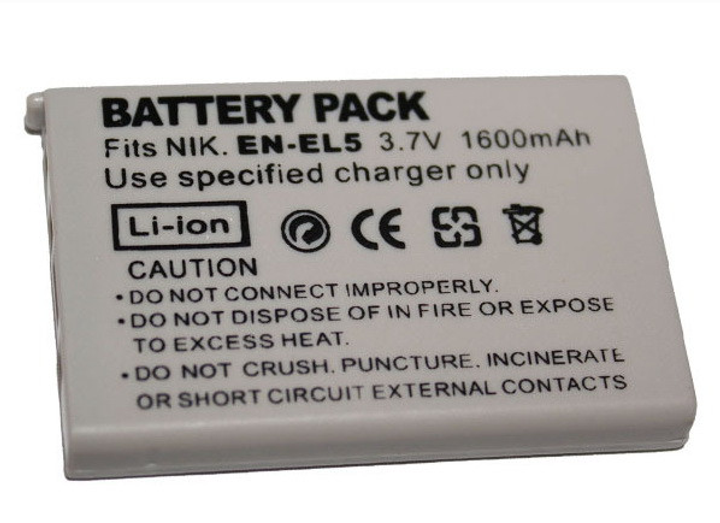 BATTERY PACK
Fits NIK. EN-EL5 3.7V 1600mAh
Use specified charger only
Li-ion CE
CAUTION
• DO NOT CONNECT IMPROPERLY.
• DO NOT DISPOSE OF IN FIRE OR EXPOSE
TO EXCESS HEAT.
• DO NOT CRUSH. PUNCTURE. INCINERATE
OR SHORT CIRCUIT EXTERNAL CONTACTS